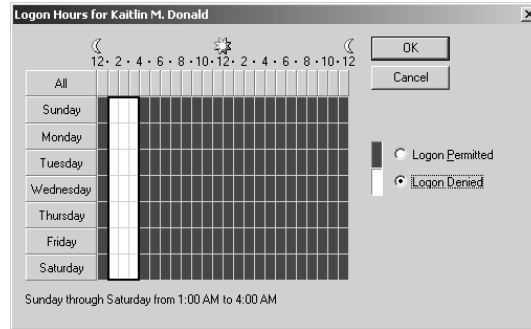 Logon Hours for Kaitlin M. Donald
OK
12 · 2 · 4 · 6 · 8 · 10 · 12 · 2 · 4 · 6 · 8 · 10 · 12
Cancel
All
Sunday
Monday
Tuesday
Wednesday
Thursday
Friday
Saturday
Logon Permitted
Logon Denied
Sunday through Saturday from 1:00 AM to 4:00 AM